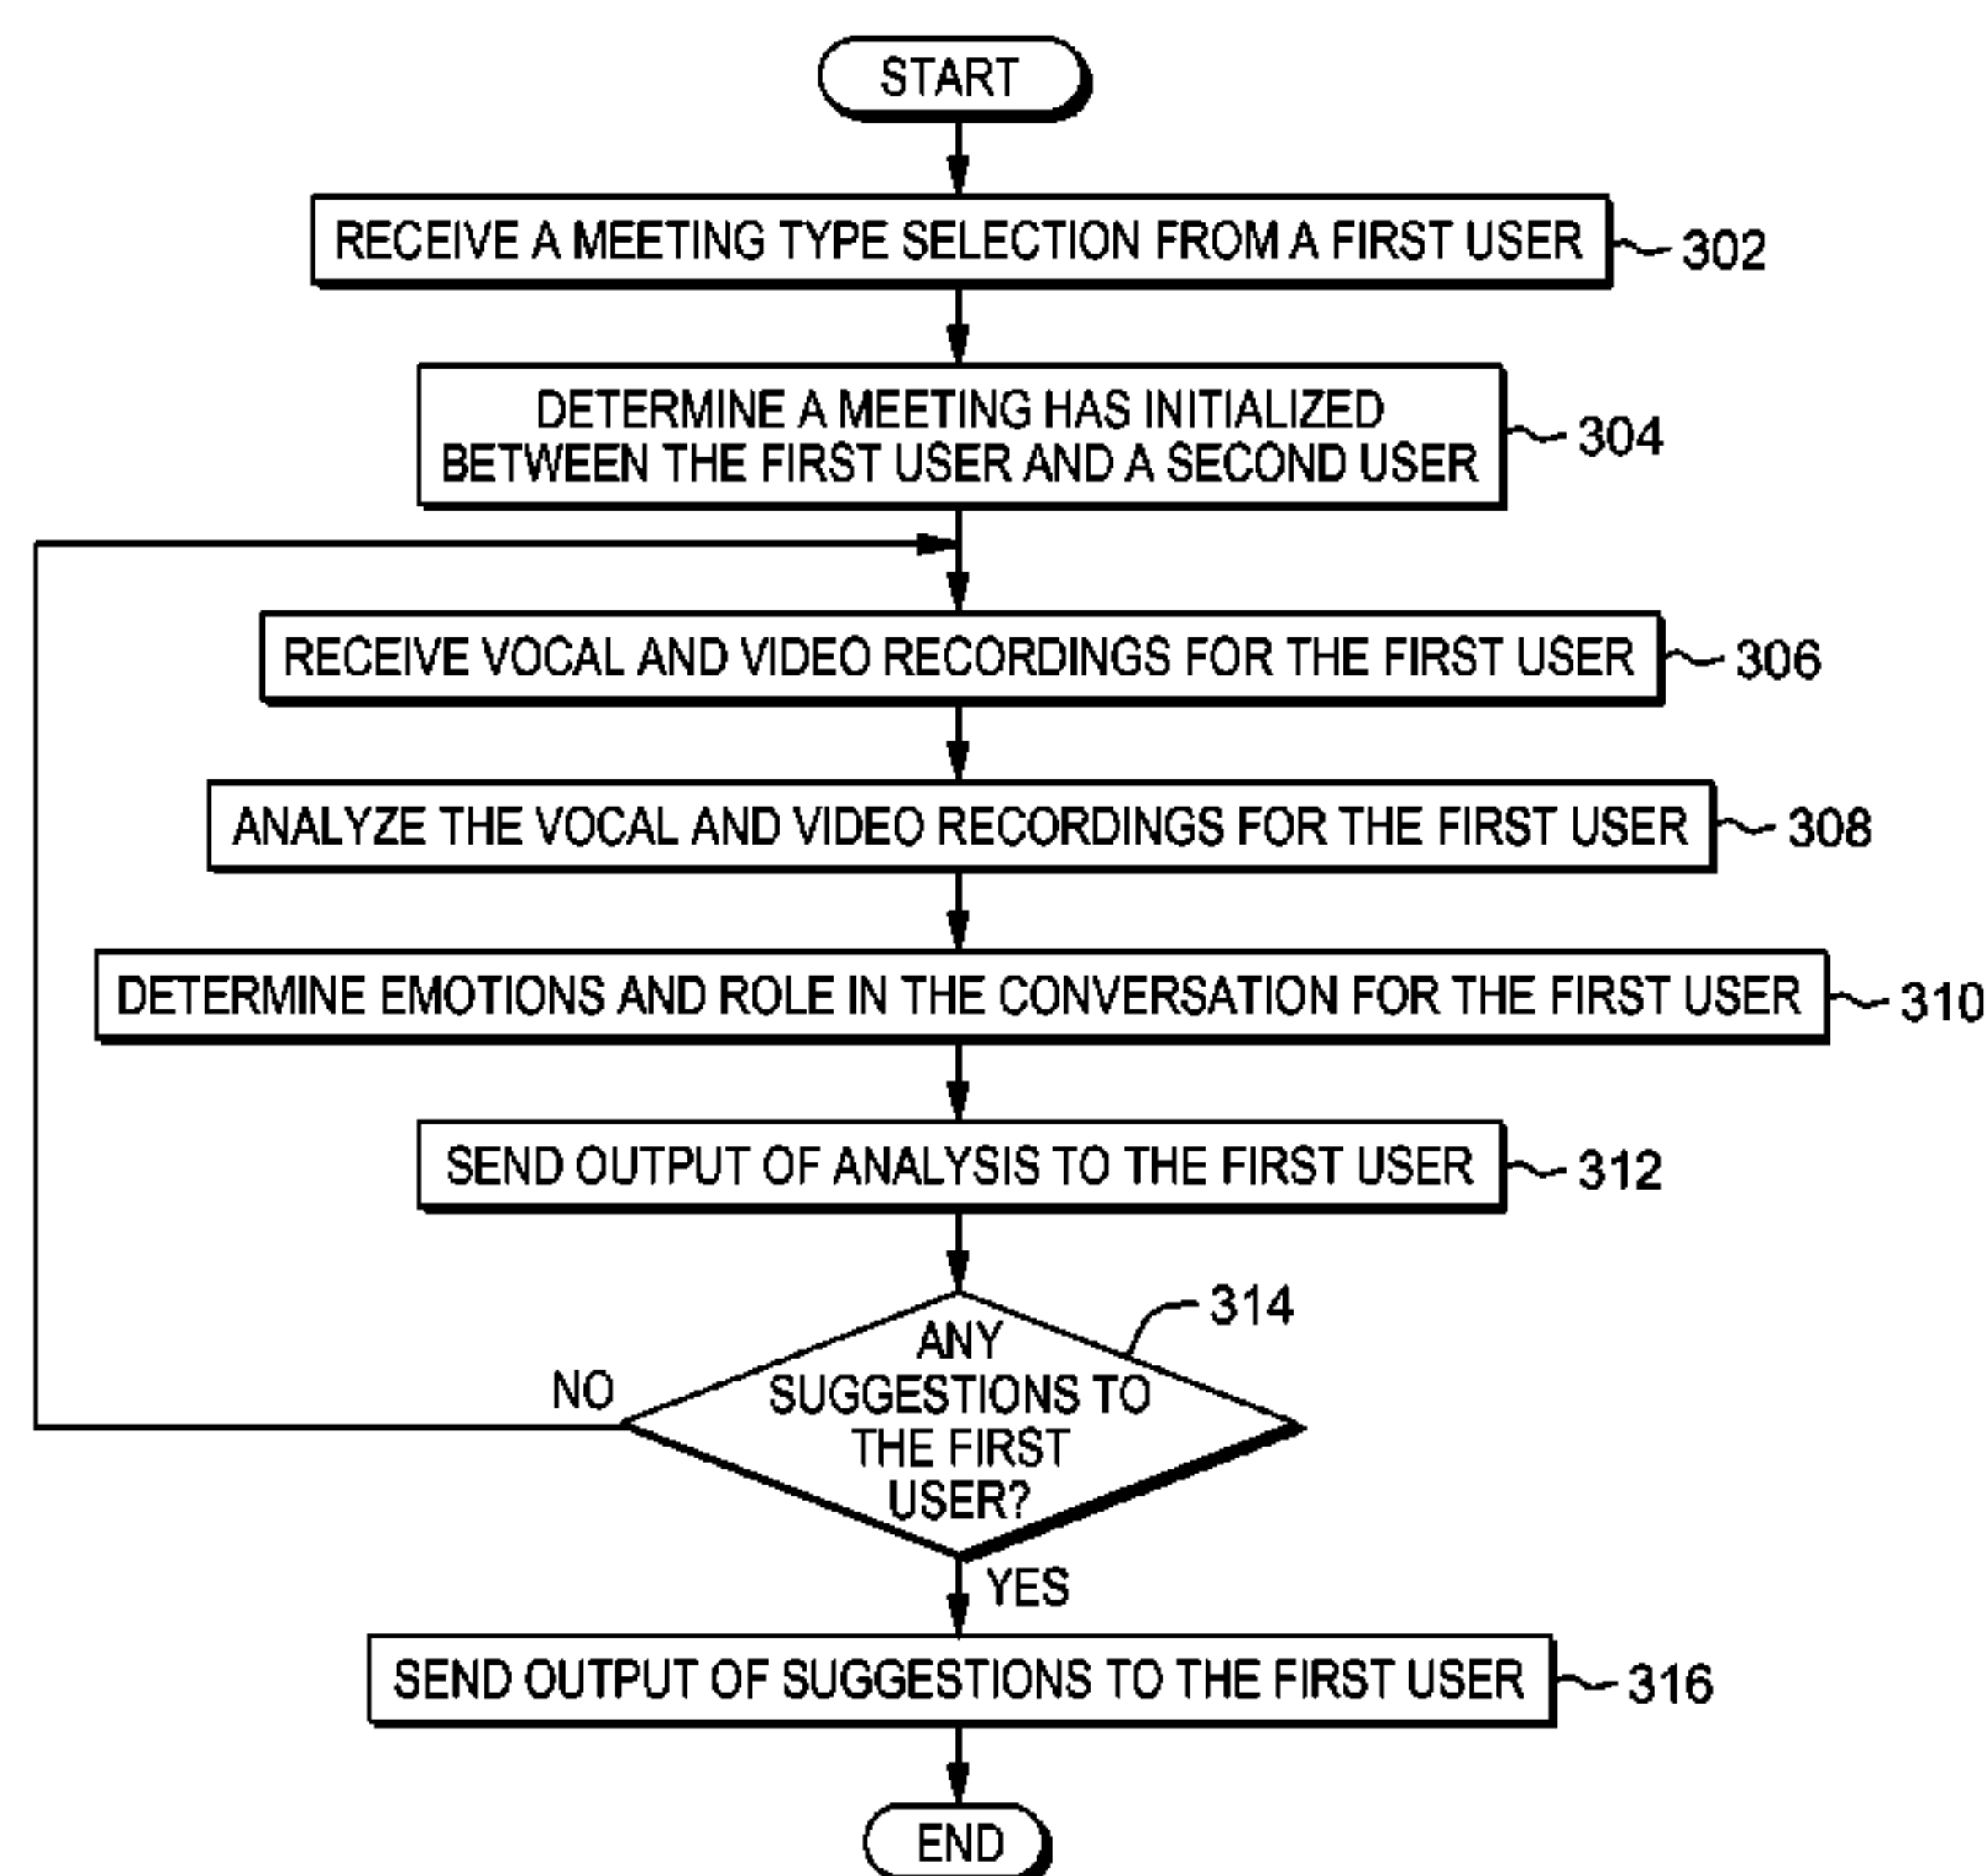 START
RECEIVE A MEETING TYPE SELECTION FROM A FIRST USER
302
DETERMINE A MEETING HAS INITIALIZED
BETWEEN THE FIRST USER AND A SECOND USER
304
RECEIVE VOCAL AND VIDEO RECORDINGS FOR THE FIRST USER
306
ANALYZE THE VOCAL AND VIDEO RECORDINGS FOR THE FIRST USER
308
DETERMINE EMOTIONS AND ROLE IN THE CONVERSATION FOR THE FIRST USER
310
SEND OUTPUT OF ANALYSIS TO THE FIRST USER
312
314
ANY
SUGGESTIONS TO
THE FIRST
USER?
NO
YES
SEND OUTPUT OF SUGGESTIONS TO THE FIRST USER
316
END